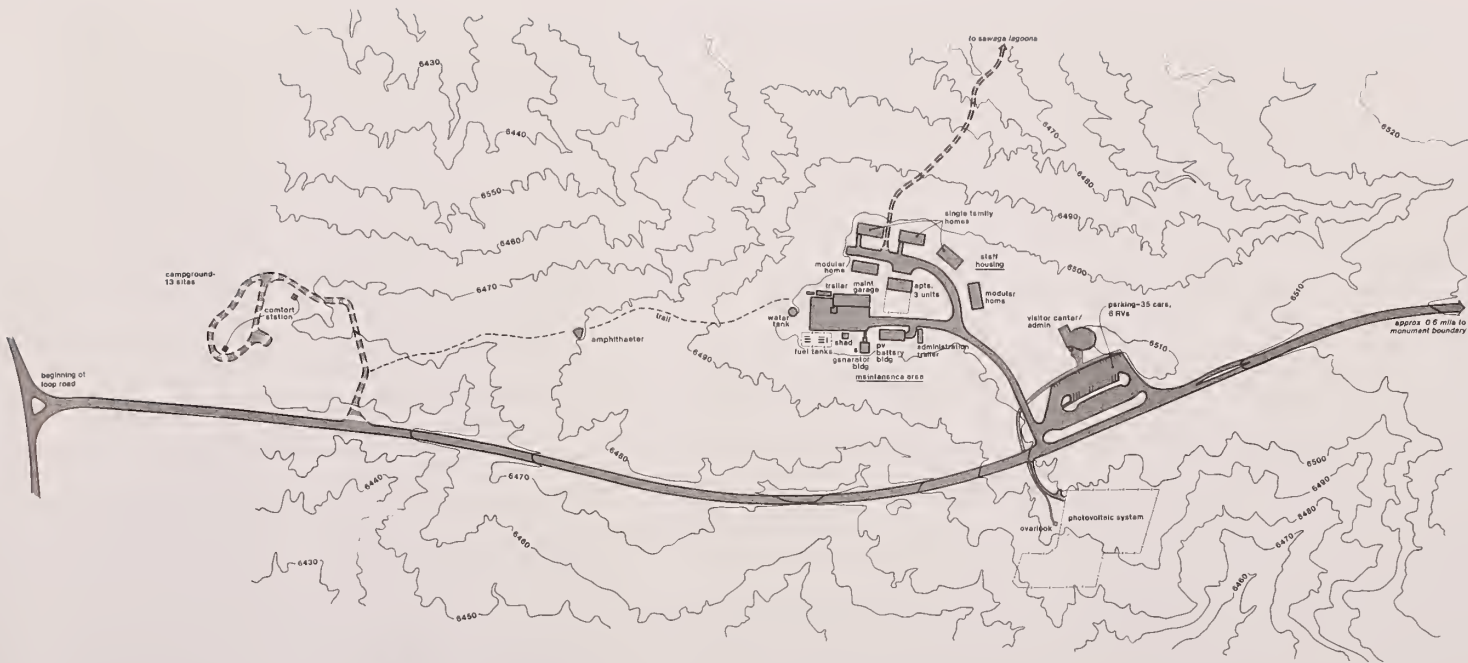 to sawega lagoons
6430
6440
6550
6460
6470
6470
6480
6490
6500
6520
6510
6510
single family
homes
staff
housing
modular
home
trailer
maint
garage
apts.
3 units
modular
home
parking-35 cars,
6 RVs
visitor center/
admin
approx 0.6 mile to
monument boundary
campground-
13 sites
comfort
station
trail
amphitheater
water
tank
fuel tanks
shad
generator
bldg
pv
battery
bldg
administration
trailer
maintenance area
6490
beginning of
loop road
6480
6470
6440
6460
6430
6450
overlook
photovoltaic system
6500
6490
6480
6470
6460
6450